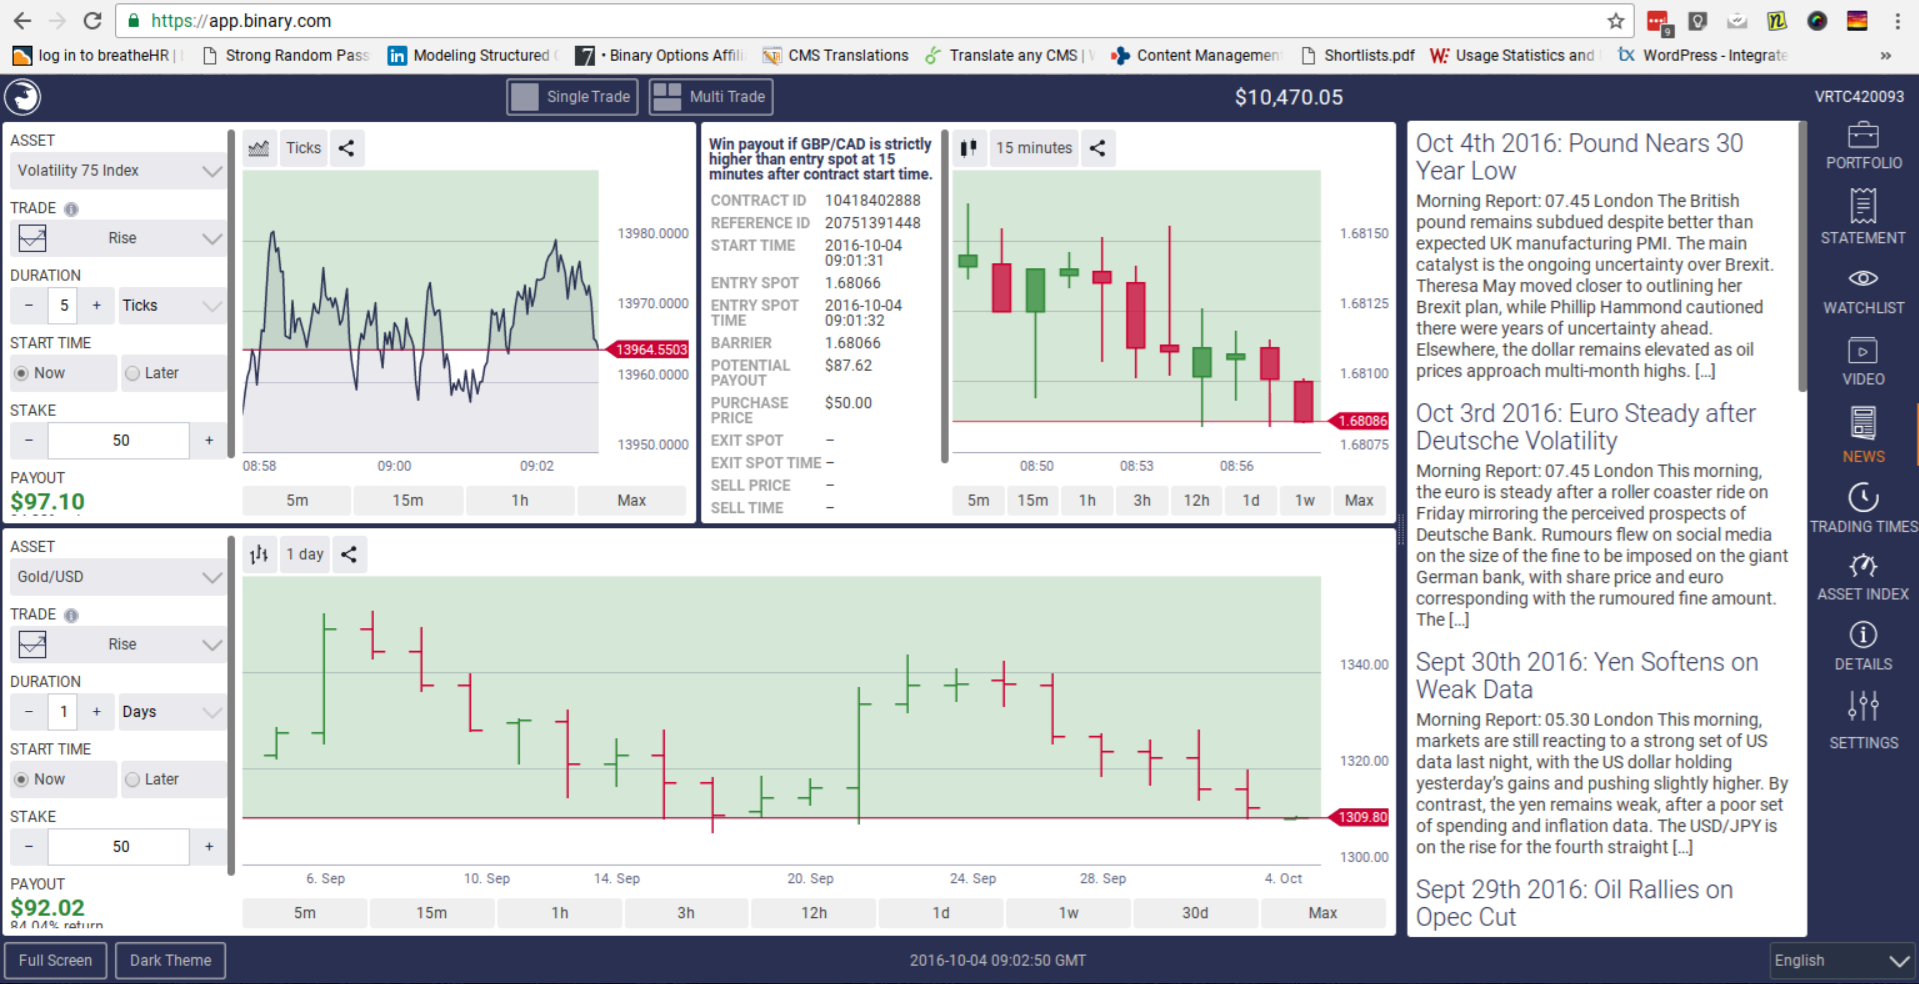 https://app.binary.com
9
log in to breatheHR |
Strong Random Pass
Modeling Structured
• Binary Options Affili
CMS Translations
Translate any CMS |
Content Managemen
Shortlists.pdf
Usage Statistics and
WordPress - Integrate
»
Single Trade
Multi Trade
$10,470.05
VRTC420093
ASSET
Volatility 75 Index
TRADE
Rise
DURATION
− 5 + Ticks
START TIME
Now
Later
STAKE
− 50 +
PAYOUT
$97.10
Ticks
13980.0000
13970.0000
13964.5503
13960.0000
13950.0000
08:58
09:00
09:02
5m
15m
1h
Max
Win payout if GBP/CAD is strictly
higher than entry spot at 15
minutes after contract start time.
CONTRACT ID 10418402888
REFERENCE ID 20751391448
START TIME 2016-10-04
09:01:31
ENTRY SPOT 1.68066
ENTRY SPOT 2016-10-04
TIME 09:01:32
BARRIER 1.68066
POTENTIAL $87.62
PAYOUT
PURCHASE $50.00
PRICE
EXIT SPOT –
EXIT SPOT TIME –
SELL PRICE –
SELL TIME –
15 minutes
1.68150
1.68125
1.68100
1.68086
1.68075
08:50
08:53
08:56
5m
15m
1h
3h
12h
1d
1w
Max
ASSET
Gold/USD
TRADE
Rise
DURATION
− 1 + Days
START TIME
Now
Later
STAKE
− 50 +
PAYOUT
$92.02
84.04% return
1 day
1340.00
1320.00
1309.80
1300.00
6. Sep
10. Sep
14. Sep
20. Sep
24. Sep
28. Sep
4. Oct
5m
15m
1h
3h
12h
1d
1w
30d
Max
Oct 4th 2016: Pound Nears 30
Year Low
Morning Report: 07.45 London The British
pound remains subdued despite better than
expected UK manufacturing PMI. The main
catalyst is the ongoing uncertainty over Brexit.
Theresa May moved closer to outlining her
Brexit plan, while Phillip Hammond cautioned
there were years of uncertainty ahead.
Elsewhere, the dollar remains elevated as oil
prices approach multi-month highs. [...]
Oct 3rd 2016: Euro Steady after
Deutsche Volatility
Morning Report: 07.45 London This morning,
the euro is steady after a roller coaster ride on
Friday mirroring the perceived prospects of
Deutsche Bank. Rumours flew on social media
on the size of the fine to be imposed on the giant
German bank, with share price and euro
corresponding with the rumoured fine amount.
The [...]
Sept 30th 2016: Yen Softens on
Weak Data
Morning Report: 05.30 London This morning,
markets are still reacting to a strong set of US
data last night, with the US dollar holding
yesterday's gains and pushing slightly higher. By
contrast, the yen remains weak, after a poor set
of spending and inflation data. The USD/JPY is
on the rise for the fourth straight [...]
Sept 29th 2016: Oil Rallies on
Opec Cut
PORTFOLIO
STATEMENT
WATCHLIST
VIDEO
NEWS
TRADING TIMES
ASSET INDEX
DETAILS
SETTINGS
Full Screen
Dark Theme
2016-10-04 09:02:50 GMT
English